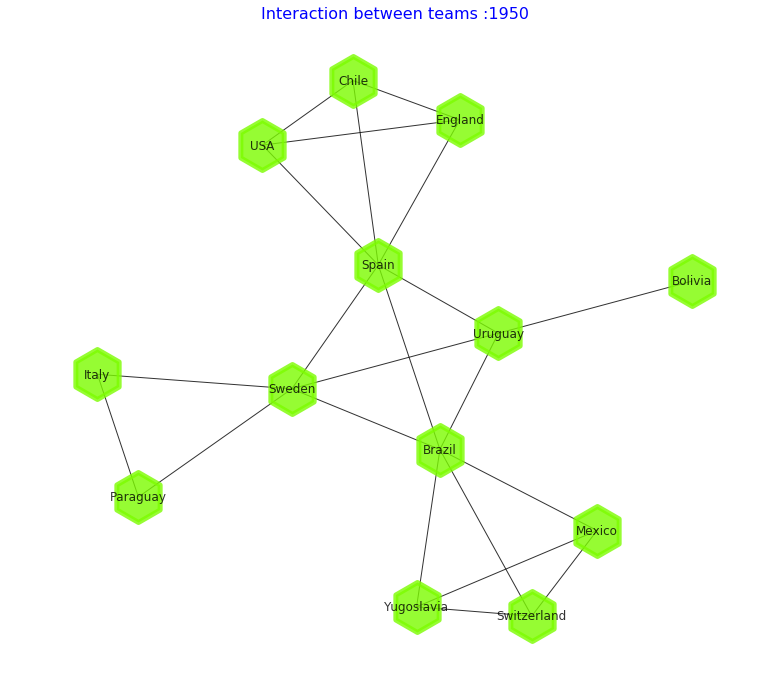 Interaction between teams :1950
Chile
England
USA
Spain
Bolivia
Uruguay
Italy
Sweden
Brazil
Paraguay
Mexico
Yugoslavia
Switzerland